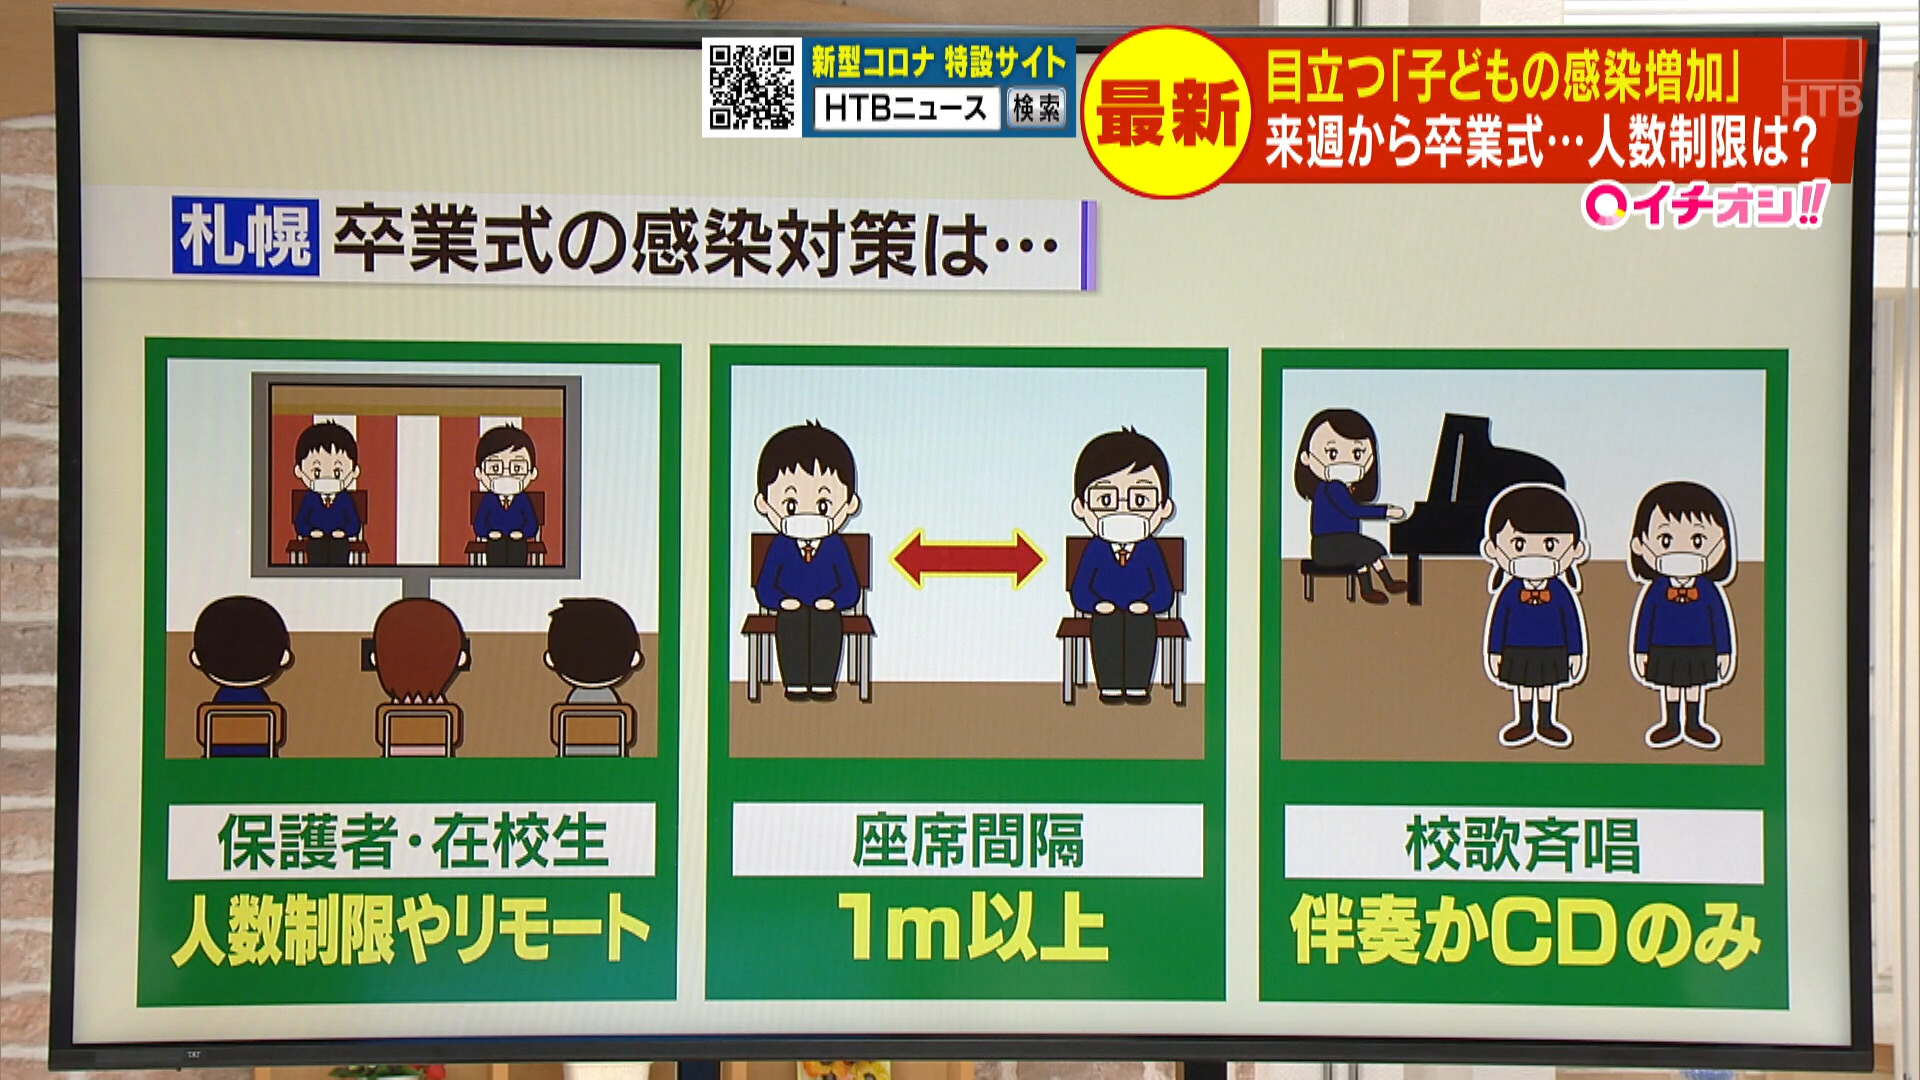 新型コロナ 特設サイト
HTBニュース 検索
最新
目立つ「子どもの感染増加」
来週から卒業式…人数制限は?
HTB
イチオシ!!
札幌 卒業式の感染対策は…
保護者・在校生
人数制限やリモート
座席間隔
1m以上
校歌斉唱
伴奏かCDのみ